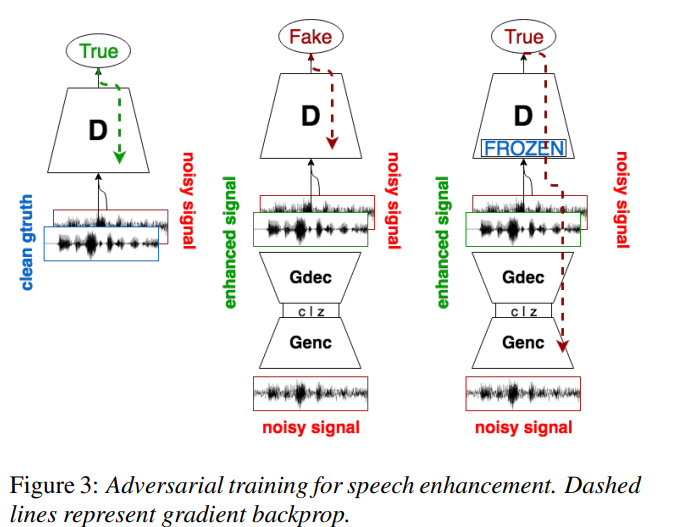 True
Fake
True
D
D
D
FROZEN
clean gtruth
noisy signal
enhanced signal
noisy signal
enhanced signal
noisy signal
Gdec
Gdec
c | z
c | z
Genc
Genc
noisy signal
noisy signal
Figure 3: Adversarial training for speech enhancement. Dashed
lines represent gradient backprop.